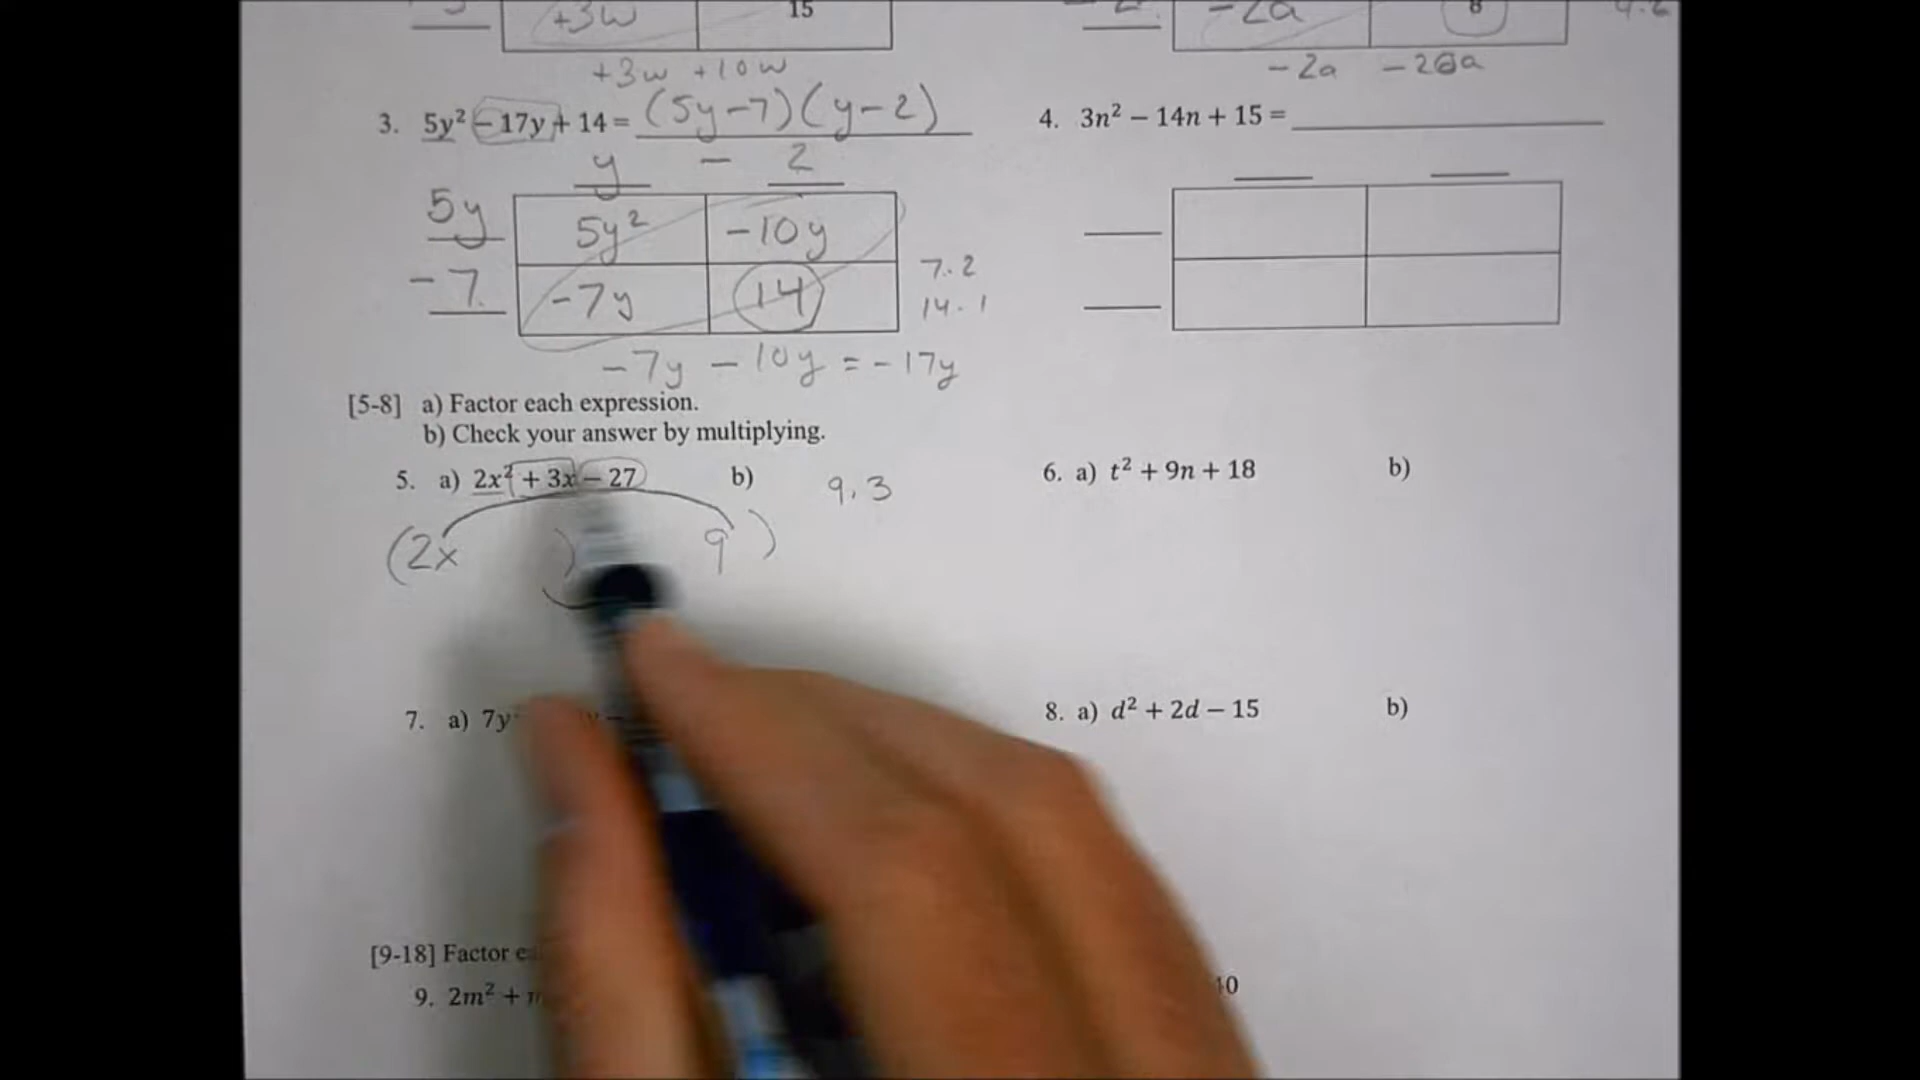 +3w 15
-2a 8
+3w +10w
-2a -20a
3. 5y² − 17y + 14 = (5y-7)(y-2)
y - 2
5y 5y² -10y
-7 -7y 14
7.2
14.1
-7y - 10y = -17y
4. 3n² − 14n + 15 =
[5-8] a) Factor each expression.
b) Check your answer by multiplying.
5. a) 2x² + 3x − 27 b) 9.3
(2x ) 9 )
6. a) t² + 9n + 18 b)
7. a) 7y
8. a) d² + 2d − 15 b)
[9-18] Factor
9. 2m² +